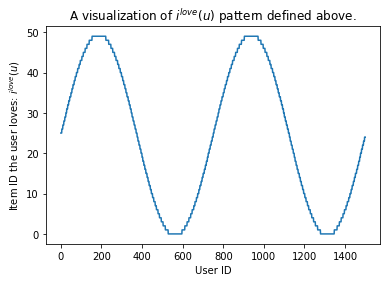 A visualization of i^love(u) pattern defined above.
50
40
30
20
10
0
Item ID the user loves: i^love(u)
0 200 400 600 800 1000 1200 1400
User ID